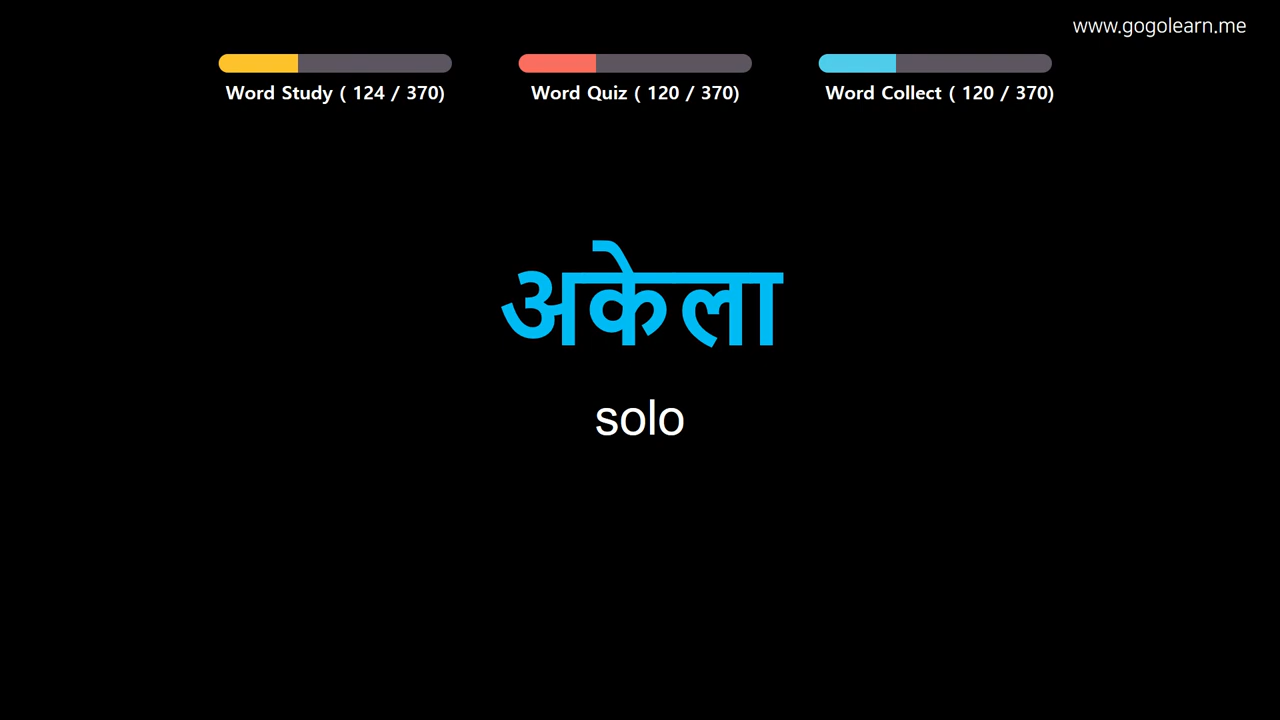 www.gogolearn.me
Word Study ( 124 / 370)
Word Quiz ( 120 / 370)
Word Collect ( 120 / 370)
अकेला
solo